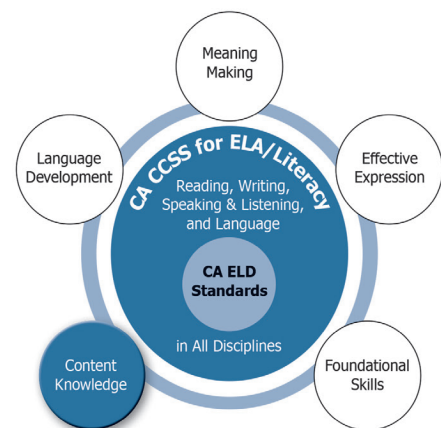 Meaning
Making
Language
Development
Effective
Expression
CA CCSS for ELA/Literacy
Reading, Writing,
Speaking & Listening,
and Language
CA ELD
Standards
in All Disciplines
Content
Knowledge
Foundational
Skills